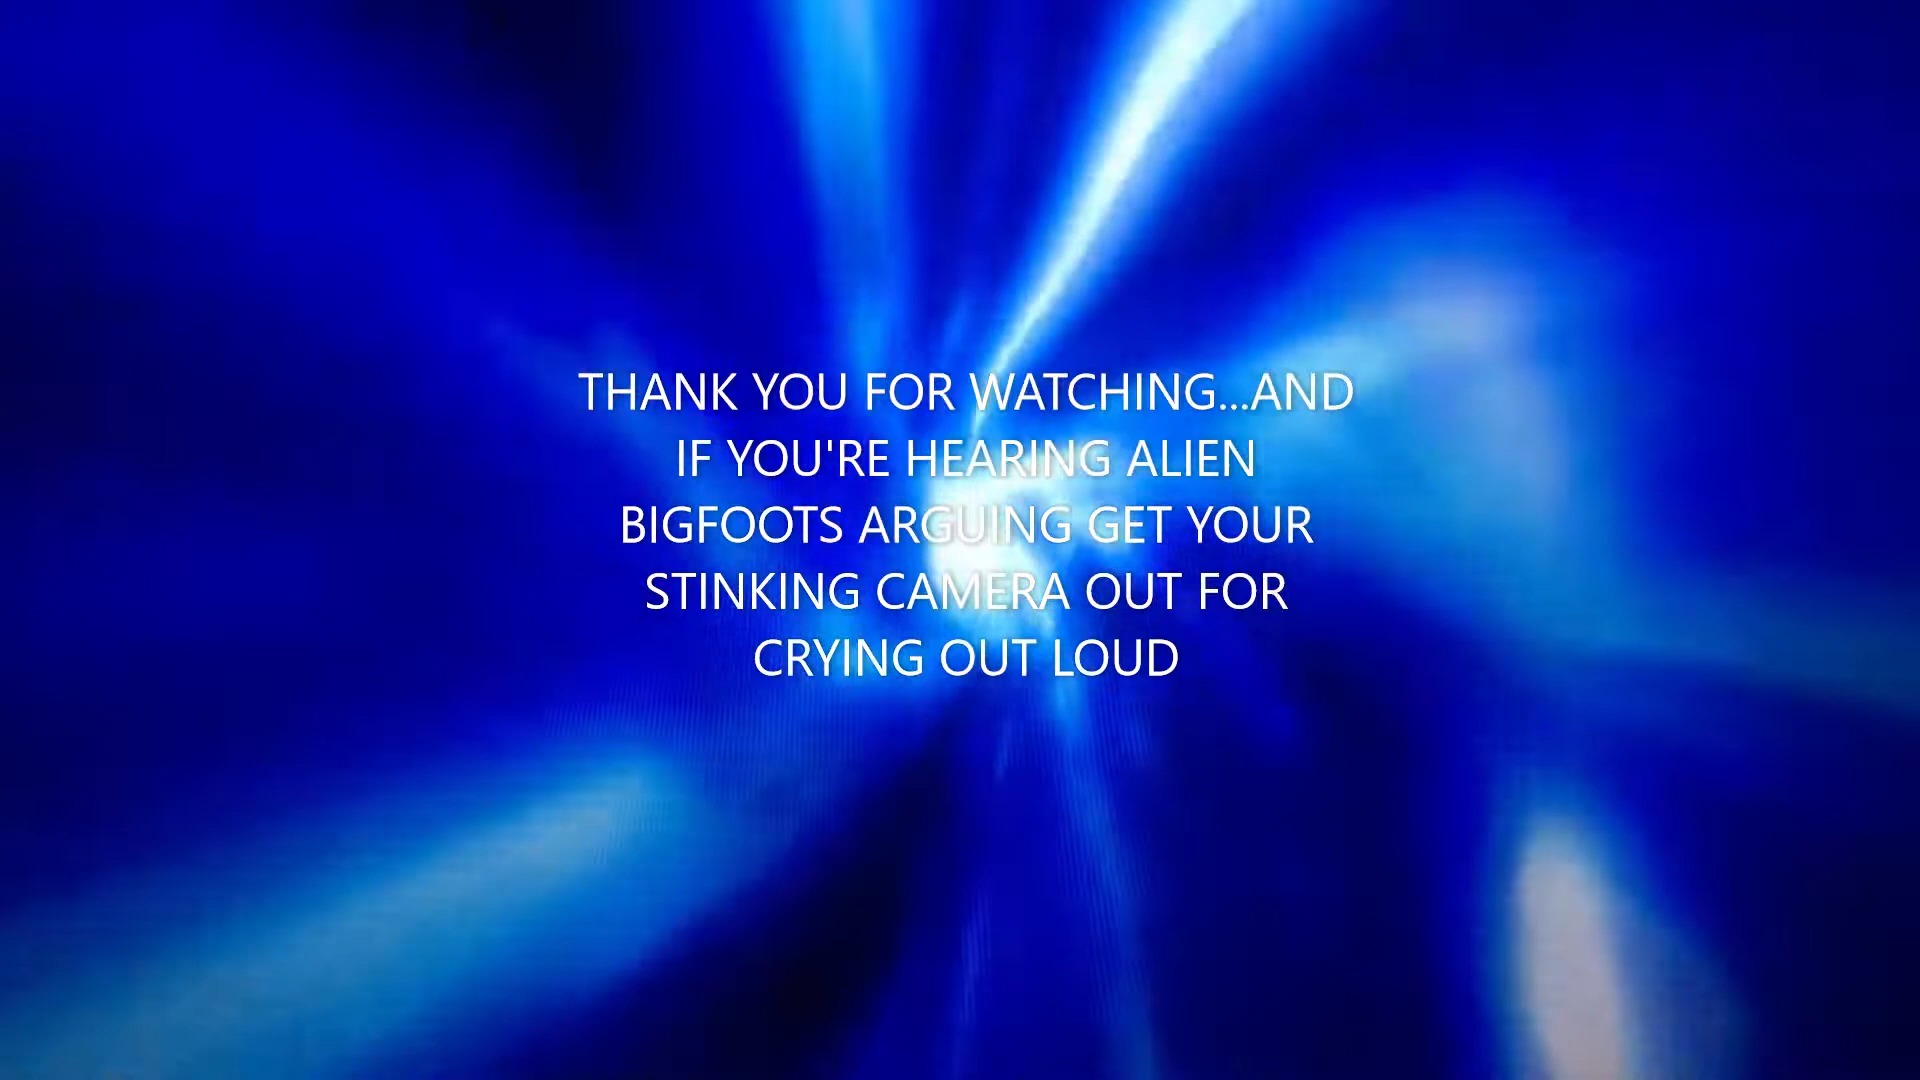 THANK YOU FOR WATCHING...AND
IF YOU'RE HEARING ALIEN
BIGFOOTS ARGUING GET YOUR
STINKING CAMERA OUT FOR
CRYING OUT LOUD